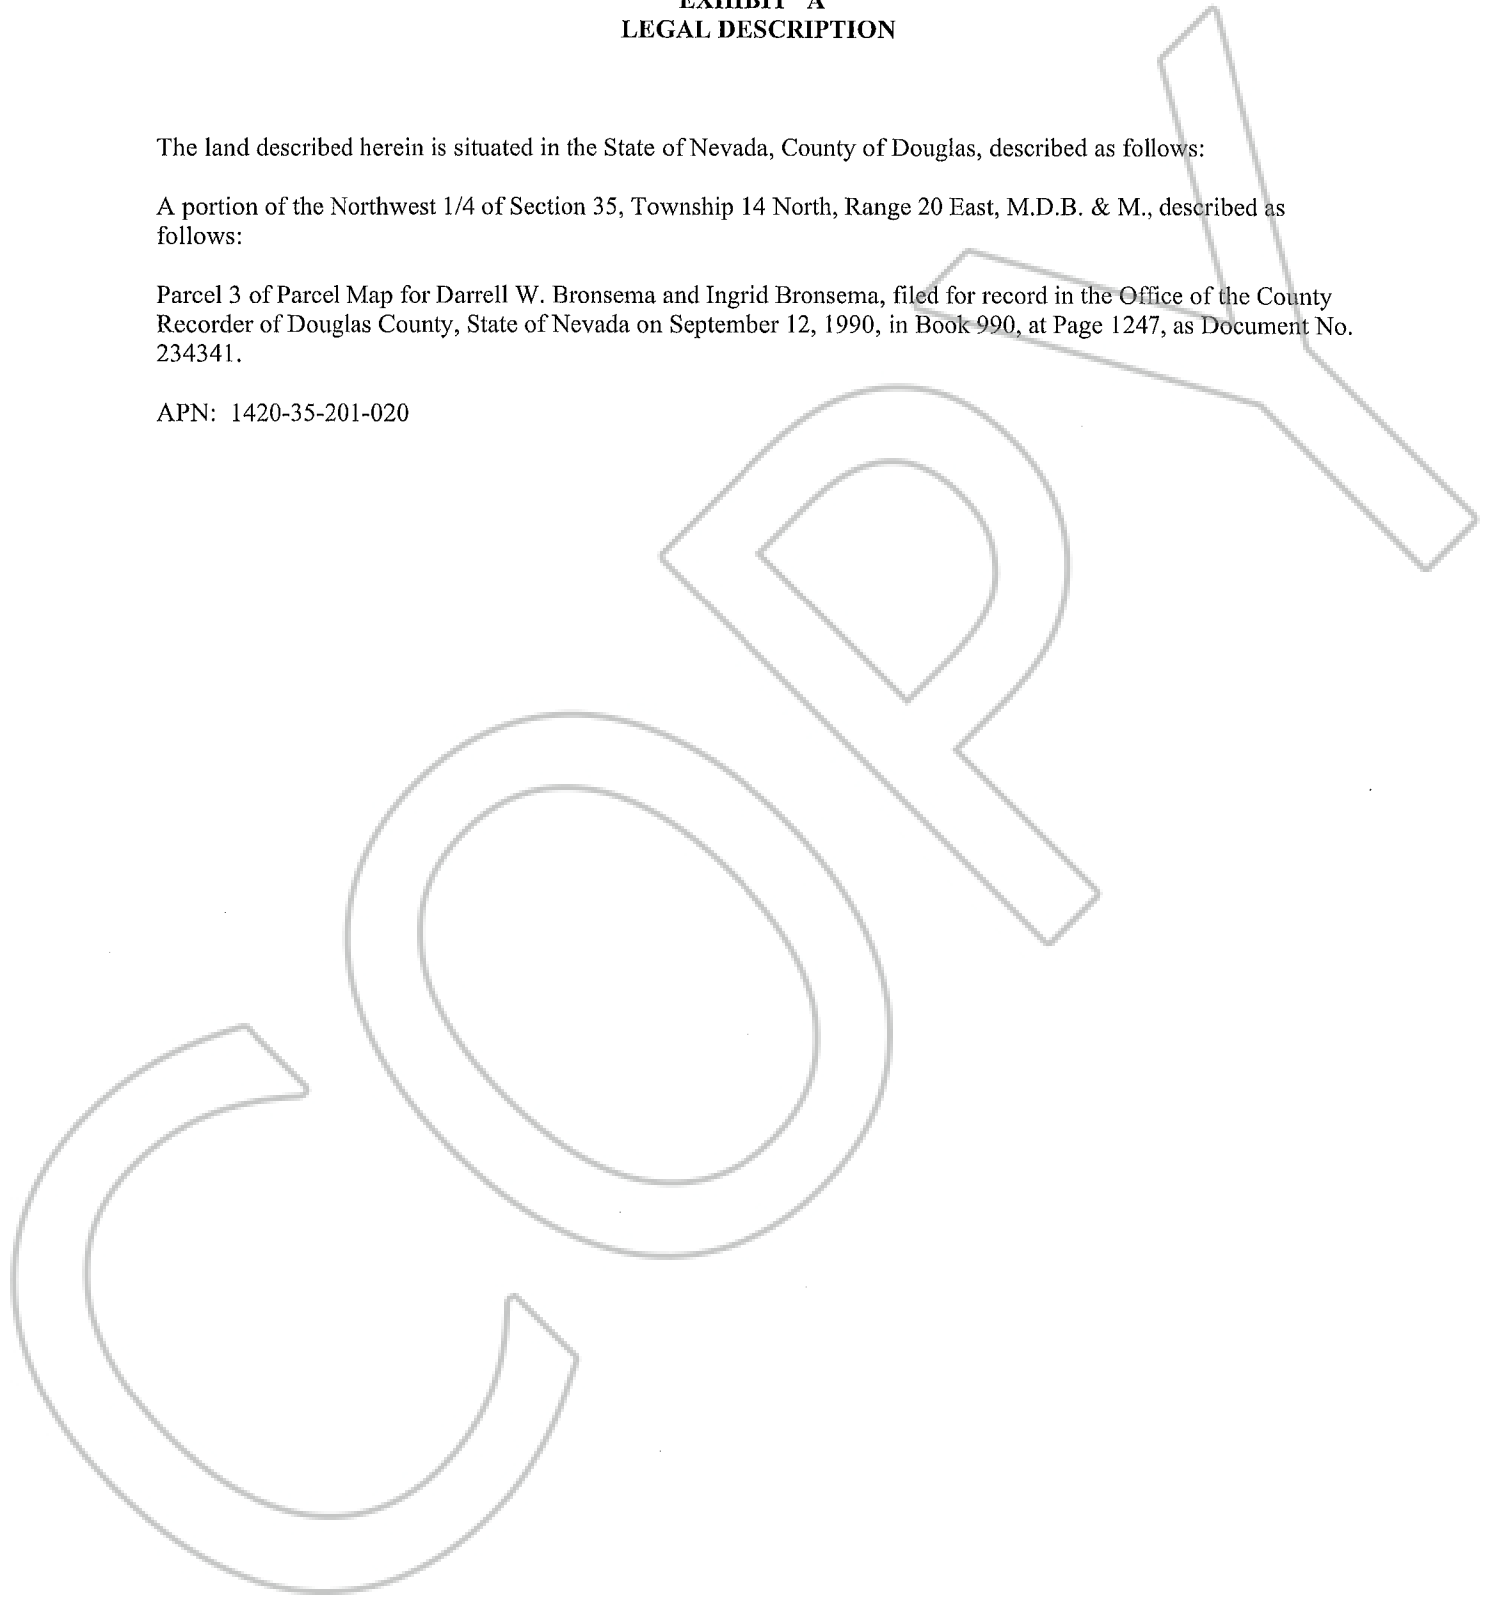 EXHIBIT "A"
LEGAL DESCRIPTION
The land described herein is situated in the State of Nevada, County of Douglas, described as follows:
A portion of the Northwest 1/4 of Section 35, Township 14 North, Range 20 East, M.D.B. & M., described as
follows:
Parcel 3 of Parcel Map for Darrell W. Bronsema and Ingrid Bronsema, filed for record in the Office of the County
Recorder of Douglas County, State of Nevada on September 12, 1990, in Book 990, at Page 1247, as Document No.
234341.
APN: 1420-35-201-020
COPY